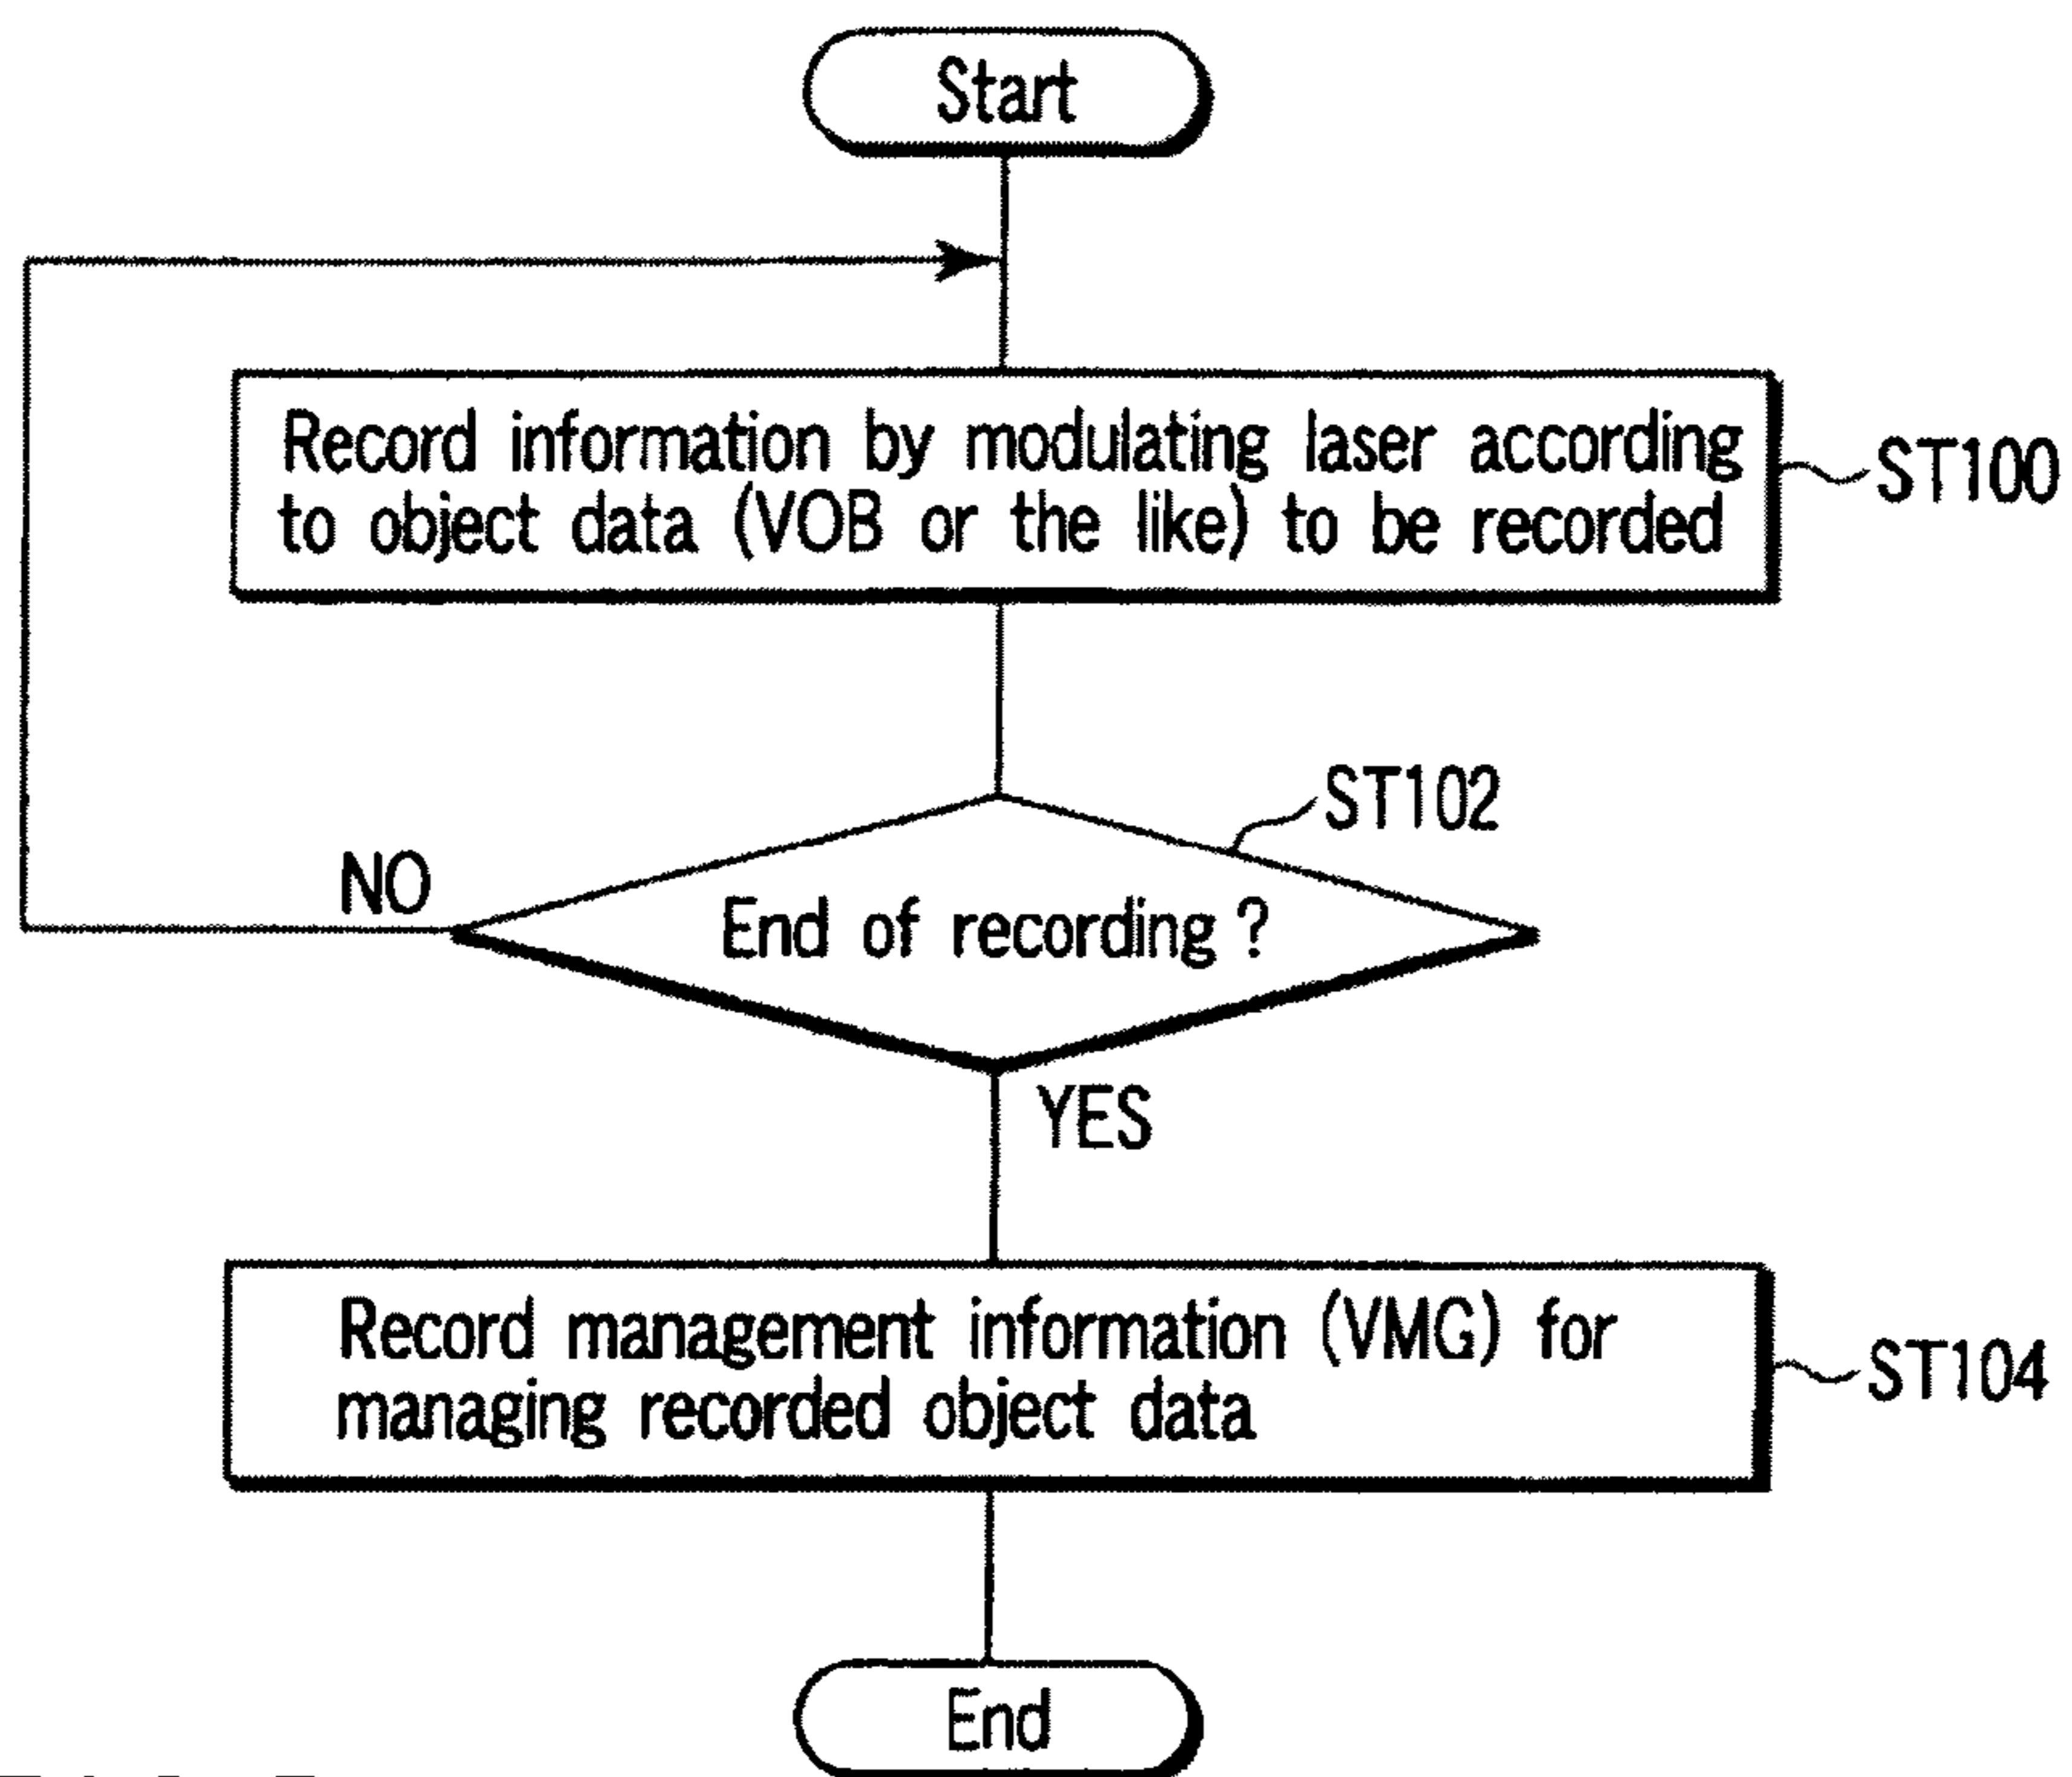 Start
Record information by modulating laser according
to object data (VOB or the like) to be recorded
ST100
ST102
NO
End of recording ?
YES
Record management information (VMG) for
managing recorded object data
ST104
End